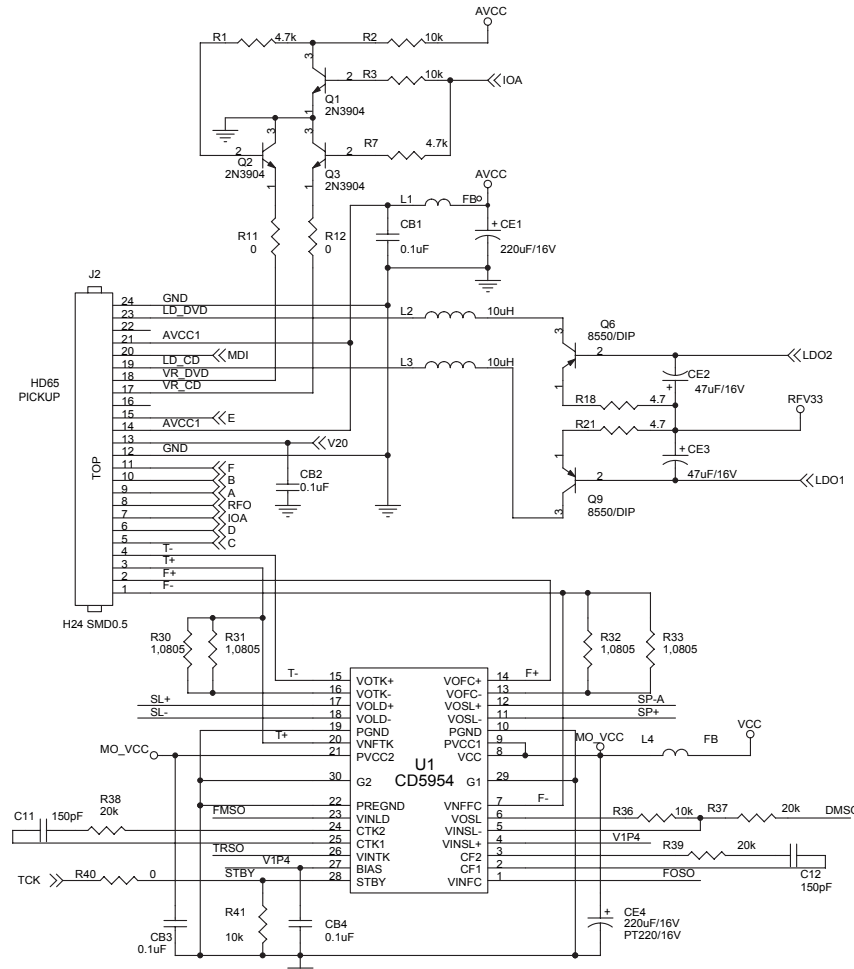 AVCC
R1 4.7k R2 10k
3
2 R3 10k IOA
Q1
2N3904
1
3 3
R7 4.7k
2 2
Q2
2N3904
Q3
2N3904
1 1
AVCC
L1 FB
R11
0
R12
0
CB1
0.1uF
+ CE1
220uF/16V
J2
HD65
PICKUP
TOP
H24 SMD0.5
24 GND
23 LD_DVD
22
21 AVCC1
20 MDI
19 LD_CD
18 VR_DVD
17 VR_CD
16
15 E
14 AVCC1
13 V20
12 GND
11 F
10 B
9 A
8 RFO
7 IOA
6 D
5 C
4 T-
3 T+
2 F+
1 F-
CB2
0.1uF
L2 10uH
L3 10uH
Q6
8550/DIP
3
2 LDO2
1
CE2
+
47uF/16V
R18 4.7
RFV33
R21 4.7
1
+
CE3
47uF/16V
2 LDO1
3
Q9
8550/DIP
R30
1,0805
R31
1,0805
R32
1,0805
R33
1,0805
T- 15 VOTK+ VOFC+ 14 F+
16 VOTK- VOFC- 13
SL+ 17 VOLD+ VOSL+ 12 SP-A
SL- 18 VOLD- VOSL- 11 SP+
19 PGND PGND 10
T+ 20 VNFTK PVCC1 9
MO_VCC 21 PVCC2 VCC 8 MO_VCC L4 FB VCC
U1
CD5954
30 G2 G1 29
22 PREGND VNFFC 7 F-
FMSO 23 VINLD VOSL 6 R36 10k R37 20k DMSO
C11 150pF R38 20k 24 CTK2 VINSL- 5
25 CTK1 VINSL+ 4 V1P4
TRSO 26 VINTK CF2 3 R39 20k
V1P4 27 BIAS CF1 2
TCK R40 0 STBY 28 STBY VINFC 1 FOSO
C12
150pF
CB3
0.1uF
R41
10k
CB4
0.1uF
+
CE4
220uF/16V
PT220/16V